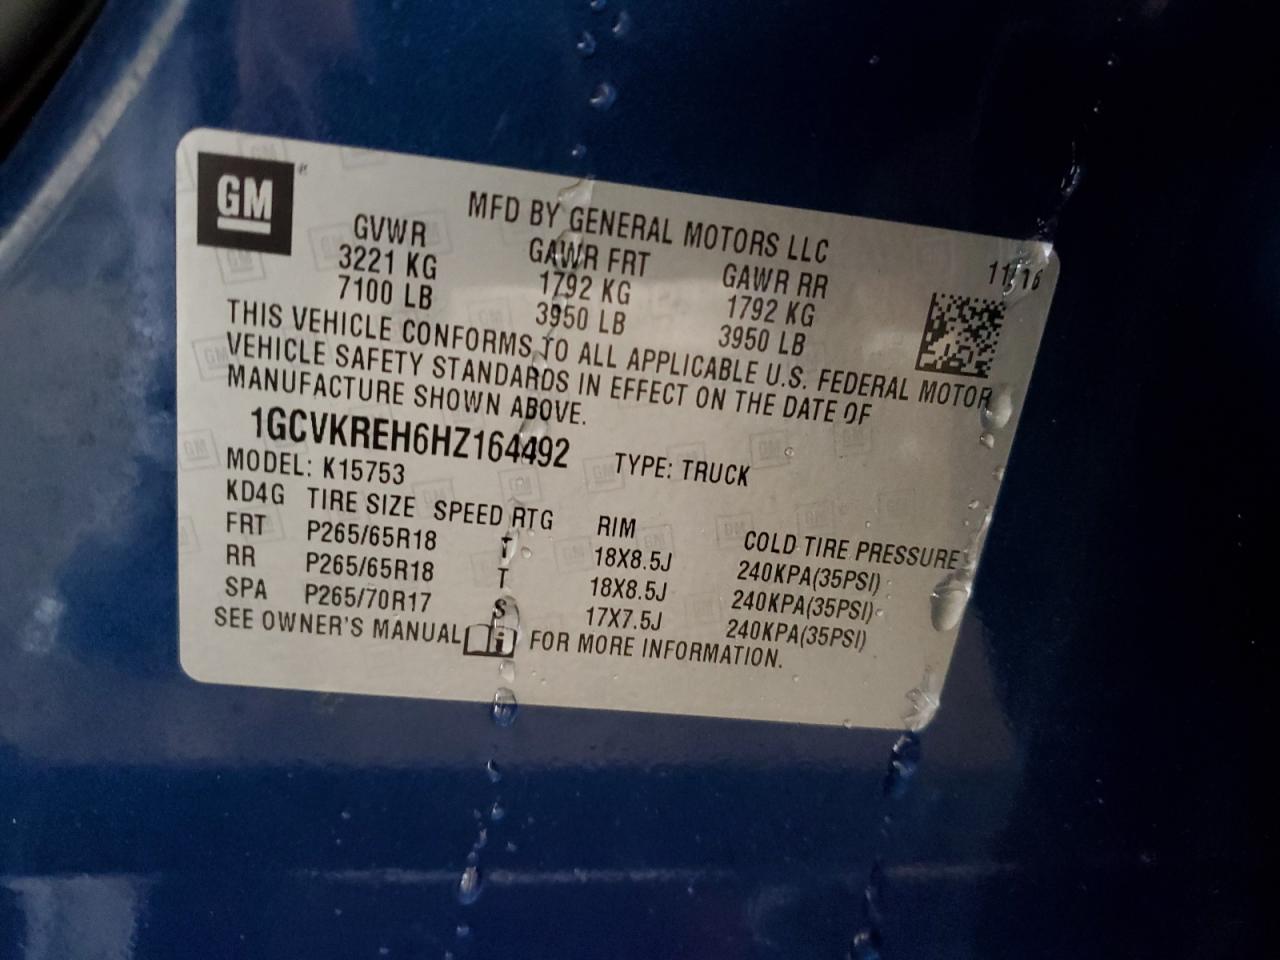 GM
MFD BY GENERAL MOTORS LLC
11/16
GVWR GAWR FRT GAWR RR
3221 KG 1792 KG 1792 KG
7100 LB 3950 LB 3950 LB
THIS VEHICLE CONFORMS TO ALL APPLICABLE U.S. FEDERAL MOTOR
VEHICLE SAFETY STANDARDS IN EFFECT ON THE DATE OF
MANUFACTURE SHOWN ABOVE.
1GCVKREH6HZ164492 TYPE: TRUCK
MODEL: K15753
KD4G TIRE SIZE SPEED RTG RIM COLD TIRE PRESSURE
FRT P265/65R18 T 18X8.5J 240KPA(35PSI)
RR P265/65R18 T 18X8.5J 240KPA(35PSI)
SPA P265/70R17 S 17X7.5J 240KPA(35PSI)
SEE OWNER'S MANUAL i FOR MORE INFORMATION.